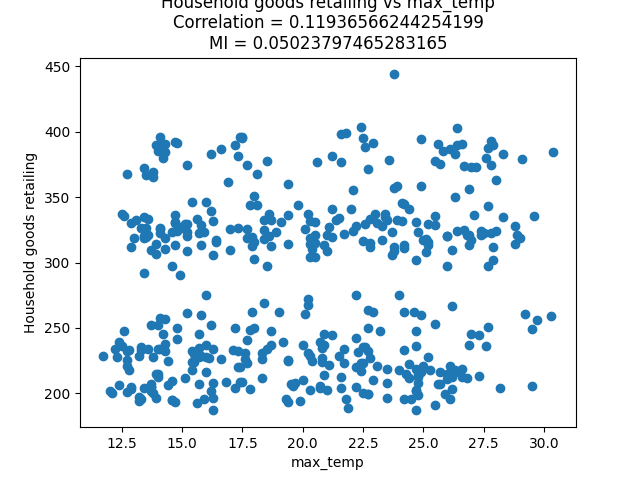 Household goods retailing vs max_temp
Correlation = 0.11936566244254199
MI = 0.05023797465283165
450
400
350
300
250
200
Household goods retailing
12.5 15.0 17.5 20.0 22.5 25.0 27.5 30.0
max_temp